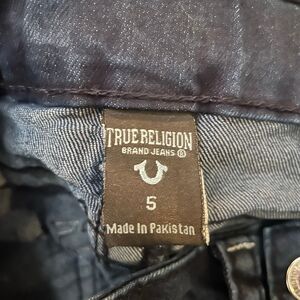 TRUE RELIGION
BRAND JEANS ®
5
Made in Pakistan